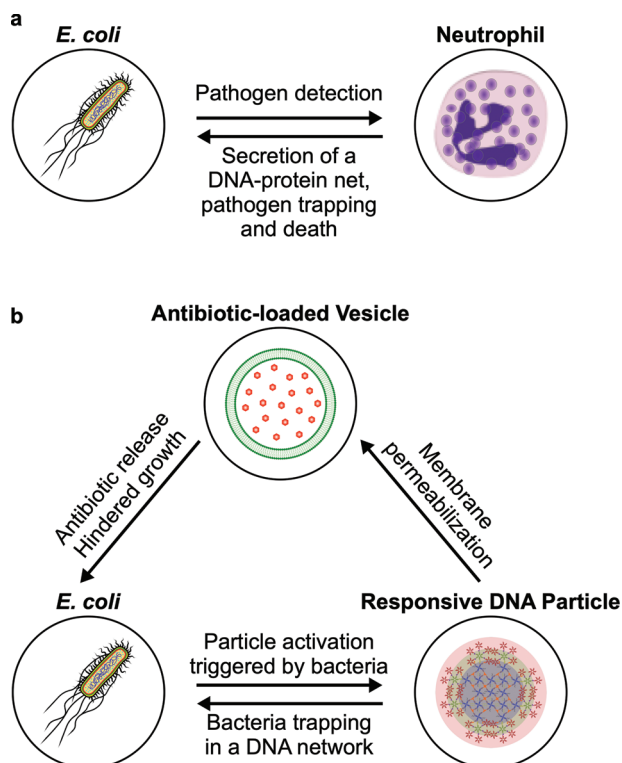 a
E. coli
Neutrophil
Pathogen detection
Secretion of a
DNA-protein net,
pathogen trapping
and death
b
Antibiotic-loaded Vesicle
Antibiotic release
Hindered growth
Membrane
permeabilization
E. coli
Responsive DNA Particle
Particle activation
triggered by bacteria
Bacteria trapping
in a DNA network